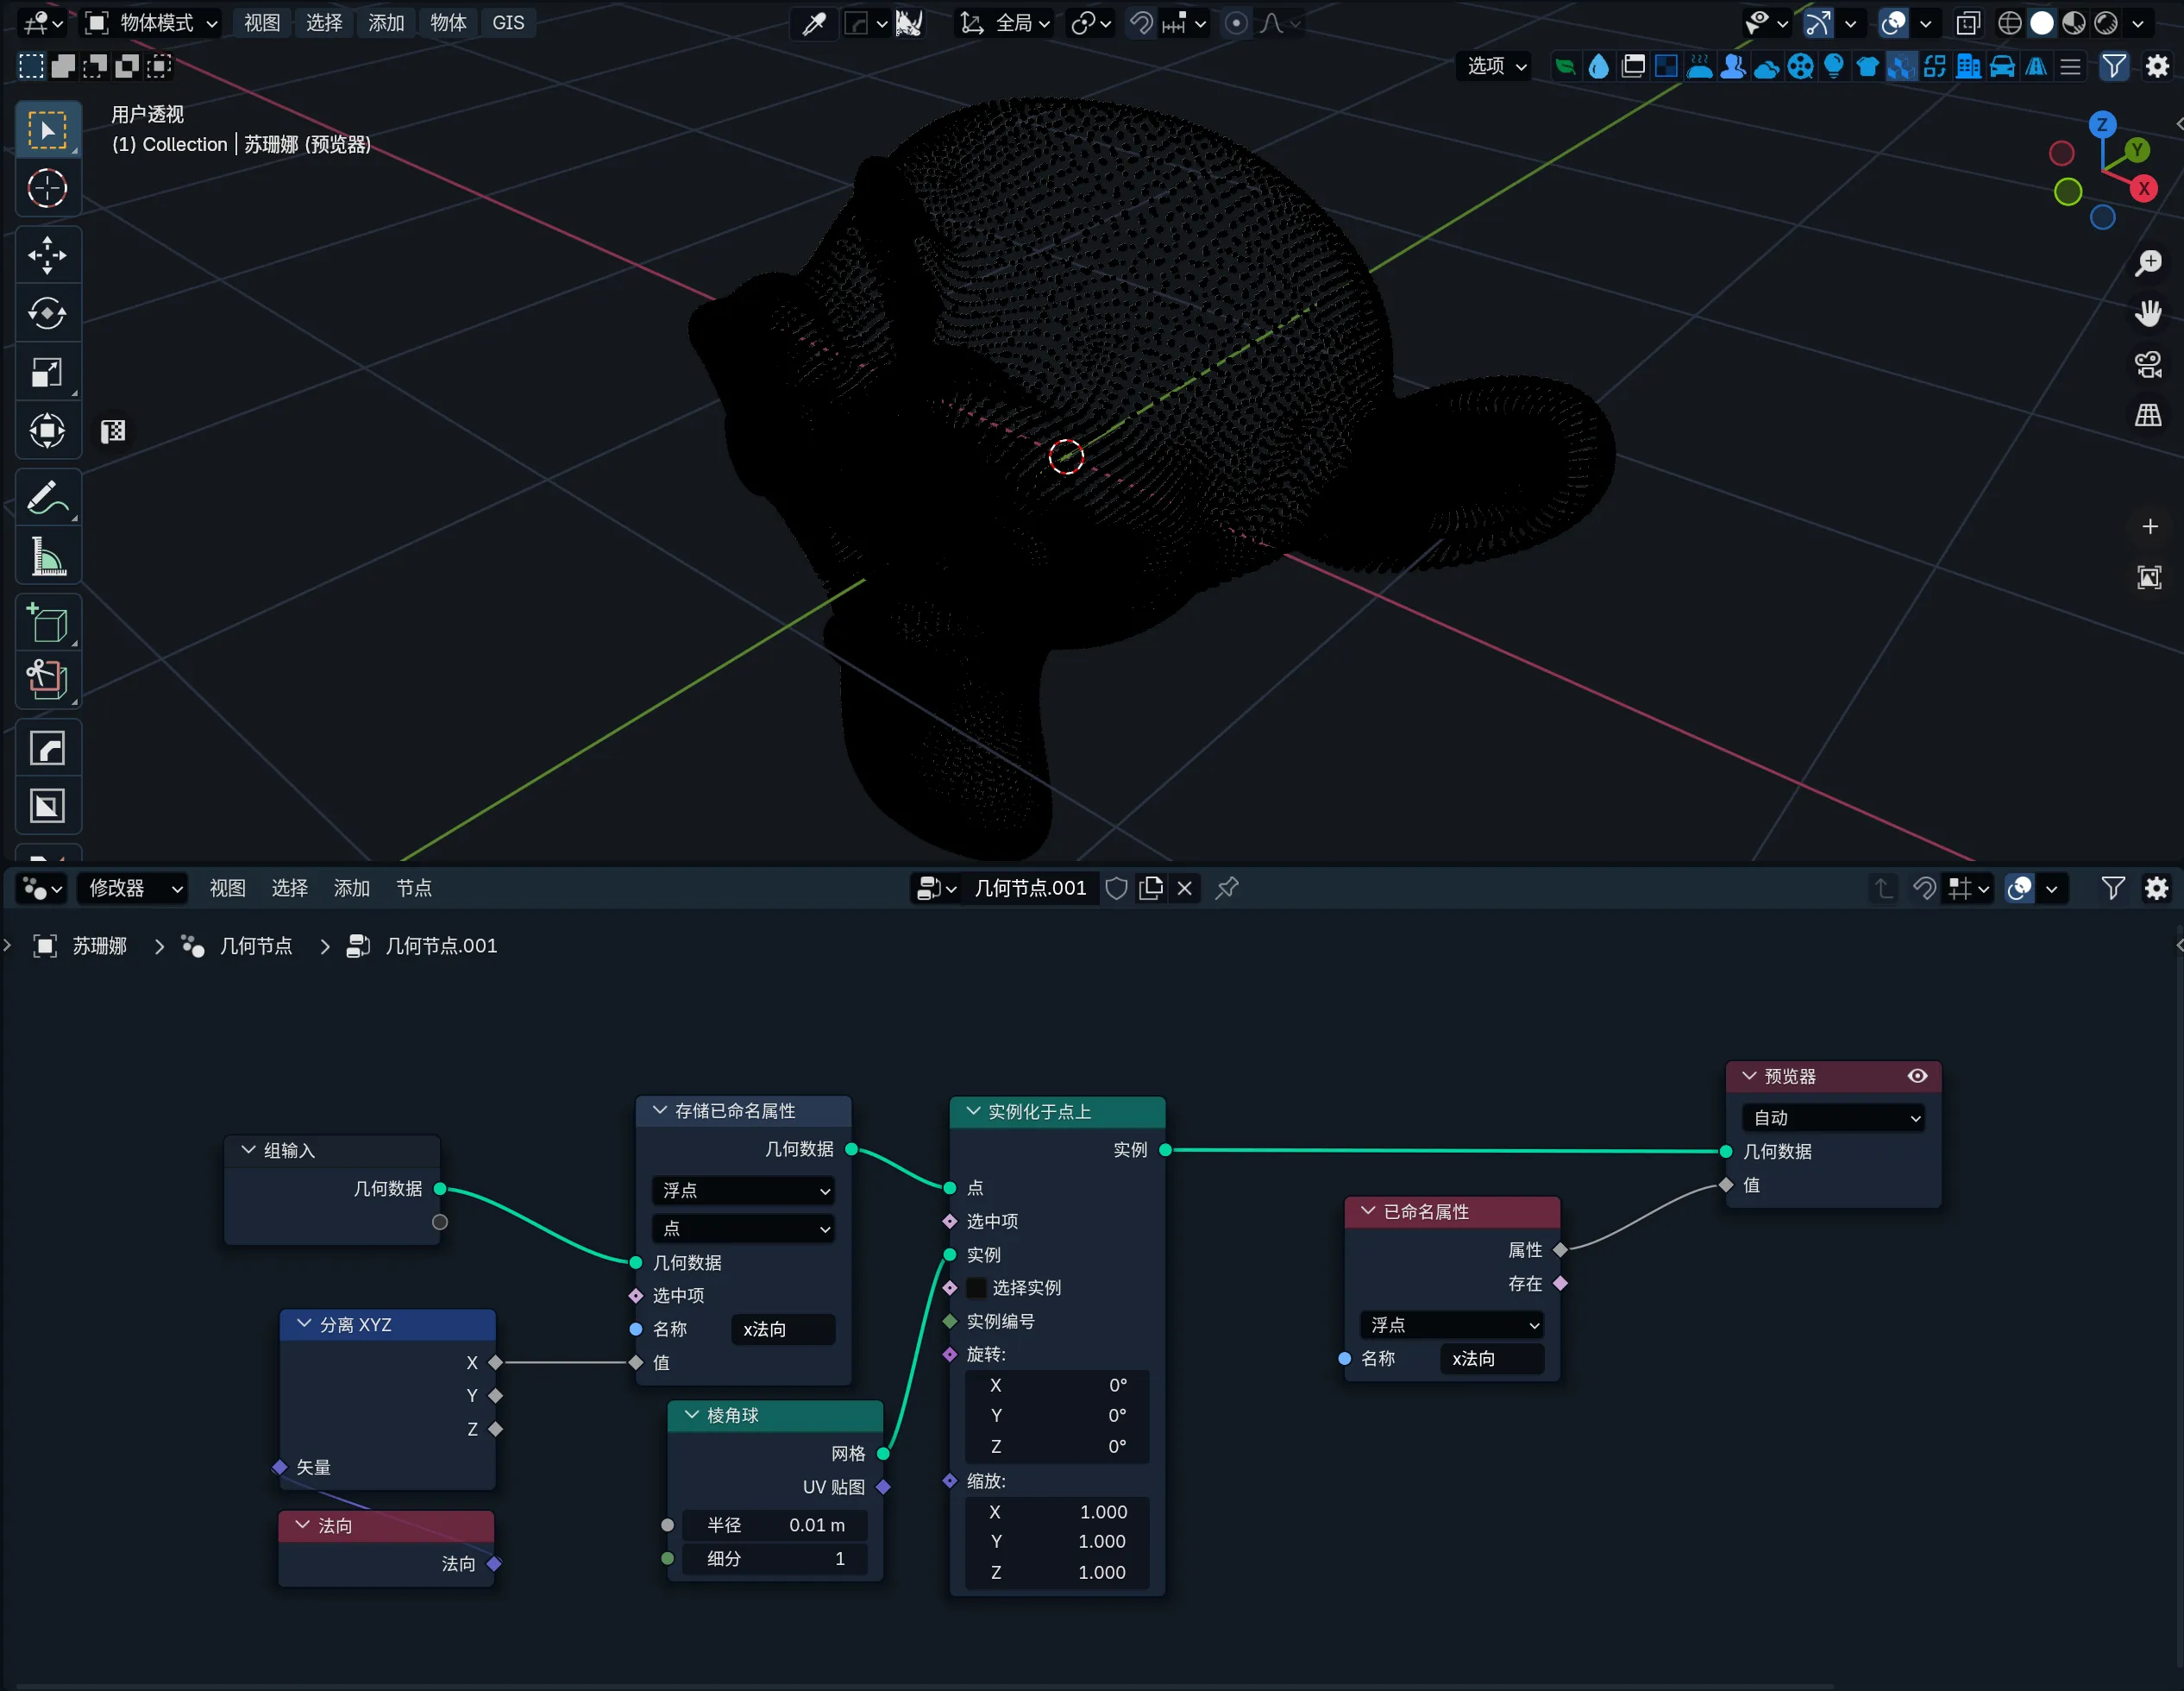 物体模式 视图 选择 添加 物体 GIS 全局
选项
用户透视
(1) Collection | 苏珊娜 (预览器)
Z
Y
X
修改器 视图 选择 添加 节点 几何节点.001
苏珊娜 几何节点 几何节点.001
组输入
几何数据
分离 XYZ
X
Y
Z
矢量
法向
法向
存储已命名属性
几何数据
浮点
点
几何数据
选中项
名称 x法向
值
棱角球
网格
UV 贴图
半径 0.01 m
细分 1
实例化于点上
实例
点
选中项
实例
选择实例
实例编号
旋转:
X 0°
Y 0°
Z 0°
缩放:
X 1.000
Y 1.000
Z 1.000
已命名属性
属性
存在
浮点
名称 x法向
预览器
自动
几何数据
值